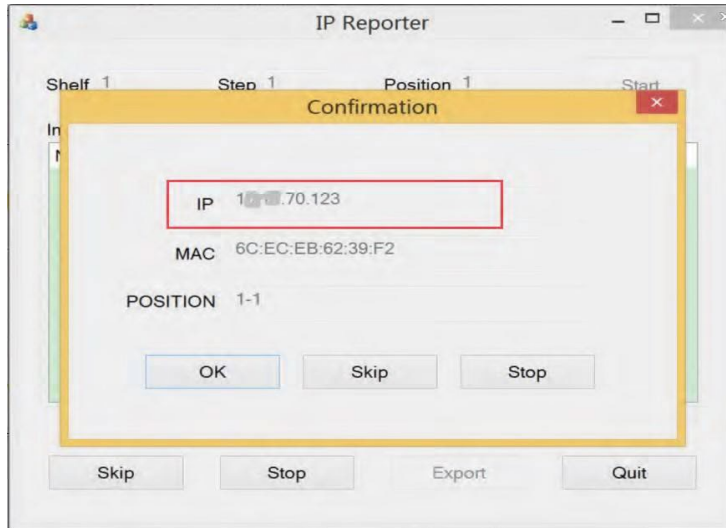 IP Reporter
Shelf 1 Step 1 Position 1 Start
Confirmation
IP .70.123
MAC 6C:EC:EB:62:39:F2
POSITION 1-1
OK Skip Stop
Skip Stop Export Quit